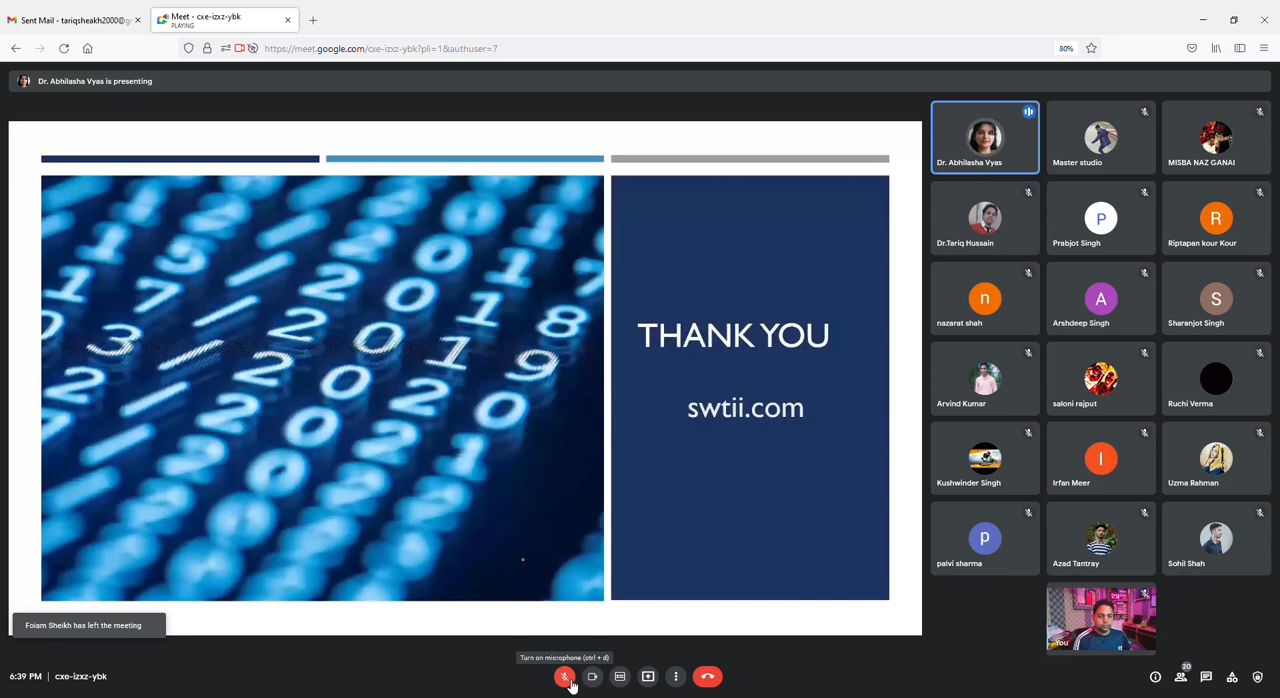 Sent Mail - tariqsheakh2000@g
Meet - cxe-izxz-ybk
PLAYING
https://meet.google.com/cxe-izxz-ybk?pli=1&authuser=7
80%
Dr. Abhilasha Vyas is presenting
THANK YOU
swtii.com
3/2019
Dr. Abhilasha Vyas
Master studio
MISBA NAZ GANAI
Dr.Tariq Hussain
P
Prabjot Singh
R
Riptapan kour Kour
n
nazarat shah
A
Arshdeep Singh
S
Sharanjot Singh
Arvind Kumar
saloni rajput
Ruchi Verma
Kushwinder Singh
I
Irfan Meer
Uzma Rahman
p
palvi sharma
Azad Tantray
Sohil Shah
You
Foiam Sheikh has left the meeting
Turn on microphone (ctrl + d)
6:39 PM | cxe-izxz-ybk
20